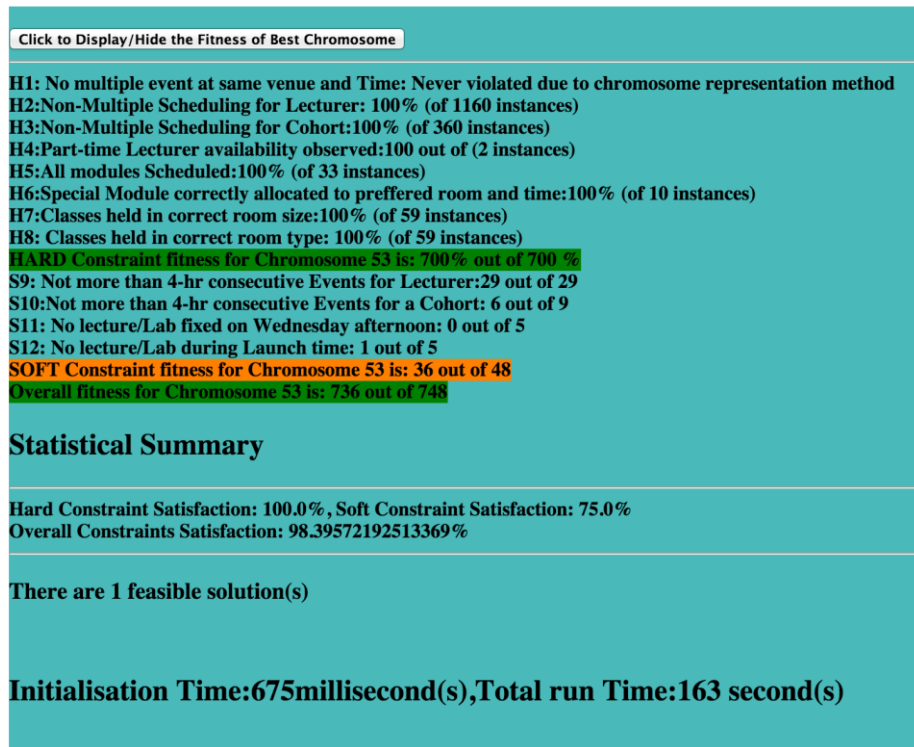 Click to Display/Hide the Fitness of Best Chromosome
H1: No multiple event at same venue and Time: Never violated due to chromosome representation method
H2:Non-Multiple Scheduling for Lecturer: 100% (of 1160 instances)
H3:Non-Multiple Scheduling for Cohort:100% (of 360 instances)
H4:Part-time Lecturer availability observed:100 out of (2 instances)
H5:All modules Scheduled:100% (of 33 instances)
H6:Special Module correctly allocated to preffered room and time:100% (of 10 instances)
H7:Classes held in correct room size:100% (of 59 instances)
H8: Classes held in correct room type: 100% (of 59 instances)
HARD Constraint fitness for Chromosome 53 is: 700% out of 700 %
S9: Not more than 4-hr consecutive Events for Lecturer:29 out of 29
S10:Not more than 4-hr consecutive Events for a Cohort: 6 out of 9
S11: No lecture/Lab fixed on Wednesday afternoon: 0 out of 5
S12: No lecture/Lab during Launch time: 1 out of 5
SOFT Constraint fitness for Chromosome 53 is: 36 out of 48
Overall fitness for Chromosome 53 is: 736 out of 748
Statistical Summary
Hard Constraint Satisfaction: 100.0%, Soft Constraint Satisfaction: 75.0%
Overall Constraints Satisfaction: 98.39572192513369%
There are 1 feasible solution(s)
Initialisation Time:675millisecond(s),Total run Time:163 second(s)